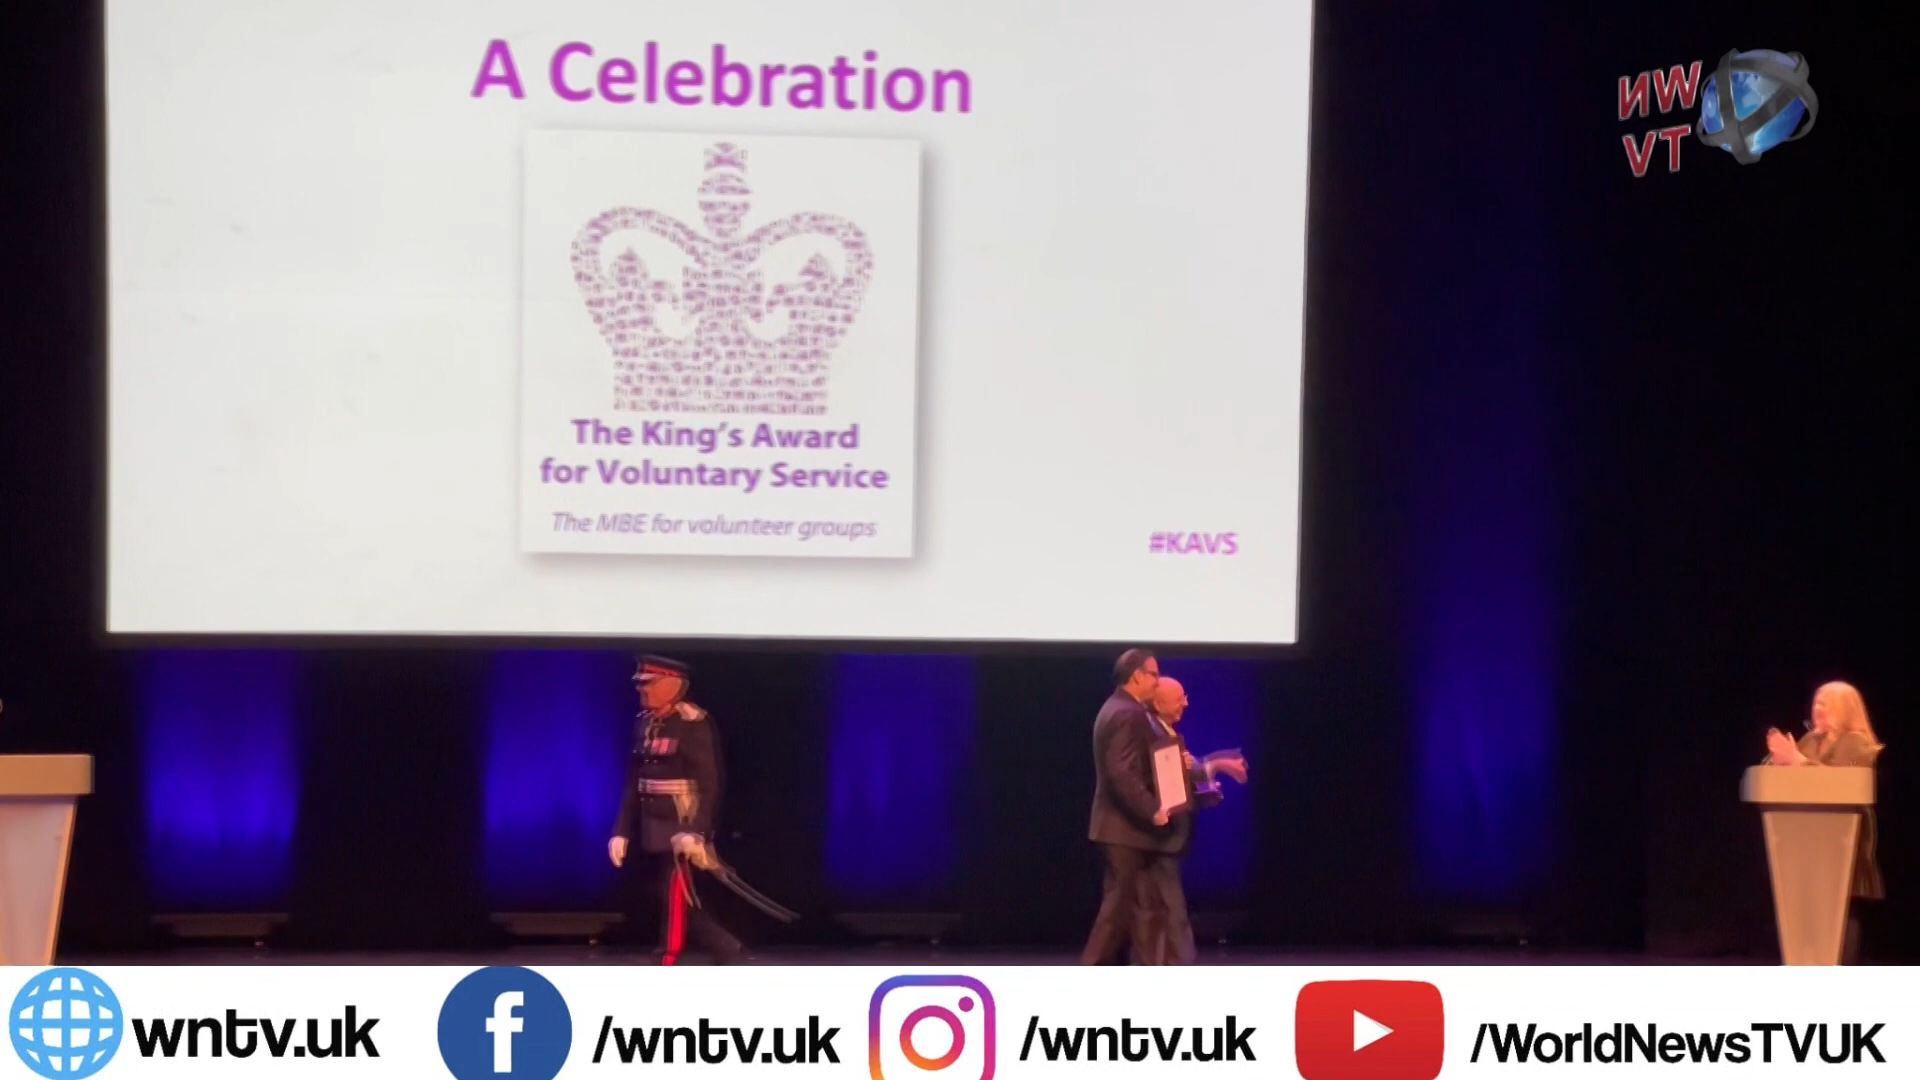 A Celebration
The King's Award
for Voluntary Service
The MBE for volunteer groups
#KAVS
NW
VT
wntv.uk
/wntv.uk
/wntv.uk
/WorldNewsTVUK